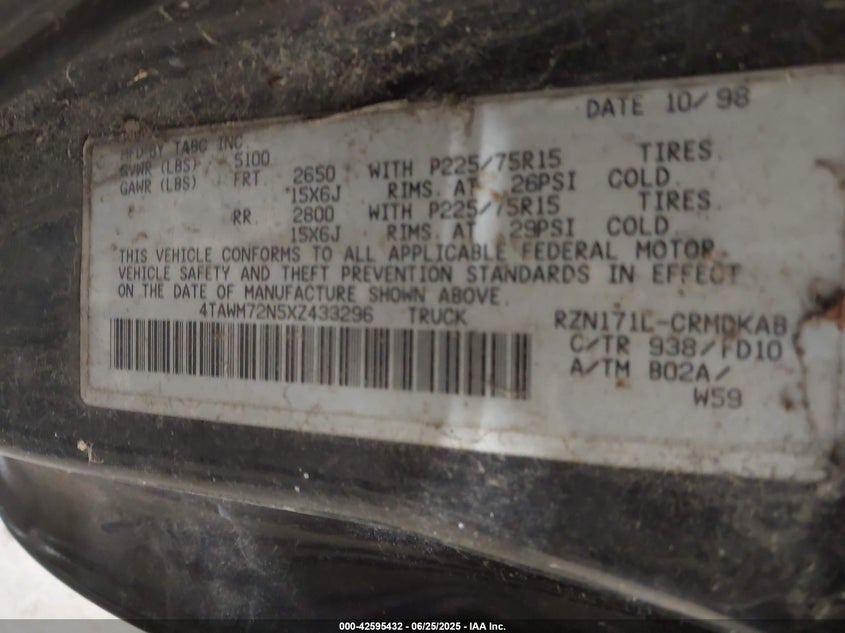 DATE 10/98
MFD BY TABC INC.
GVWR (LBS) 5100
GAWR (LBS) FRT 2650 WITH P225/75R15 TIRES
15X6J RIMS AT 26PSI COLD.
RR. 2800 WITH P225/75R15 TIRES
15X6J RIMS AT 29PSI COLD
THIS VEHICLE CONFORMS TO ALL APPLICABLE FEDERAL MOTOR
VEHICLE SAFETY AND THEFT PREVENTION STANDARDS IN EFFECT
ON THE DATE OF MANUFACTURE SHOWN ABOVE.
4TAWM72N5XZ433296 TRUCK
RZN171L-CRMDKAB
C/TR 938/FD10
A/TM B02A/
W59
000-42595432 - 06/25/2025 - IAA Inc.